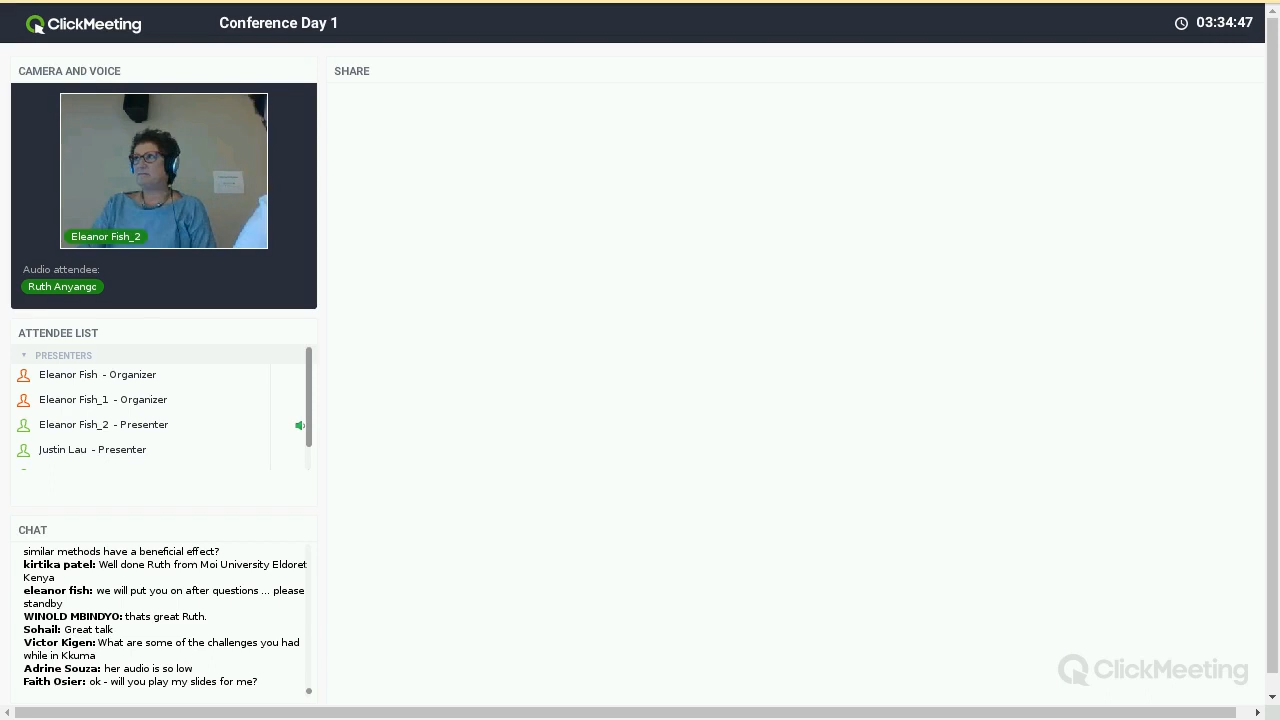 ClickMeeting
Conference Day 1
03:34:47
CAMERA AND VOICE
Eleanor Fish_2
Audio attendee:
Ruth Anyango
ATTENDEE LIST
PRESENTERS
Eleanor Fish - Organizer
Eleanor Fish_1 - Organizer
Eleanor Fish_2 - Presenter
Justin Lau - Presenter
CHAT
similar methods have a beneficial effect?
kirtika patel: Well done Ruth from Moi University Eldoret
Kenya
eleanor fish: we will put you on after questions ... please
standby
WINOLD MBINDYO: thats great Ruth.
Sohail: Great talk
Victor Kigen: What are some of the challenges you had
while in Kkuma
Adrine Souza: her audio is so low
Faith Osier: ok - will you play my slides for me?
SHARE
ClickMeeting